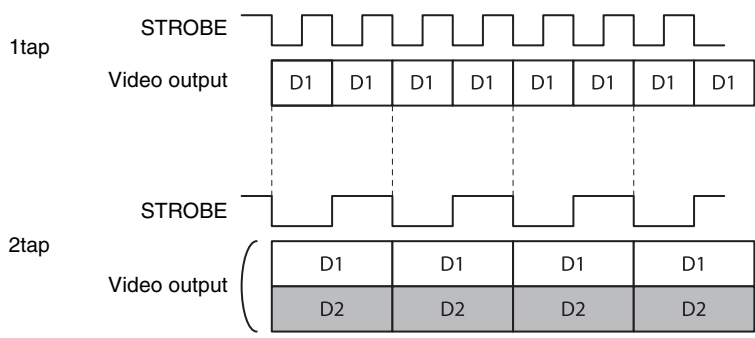 STROBE
1tap
Video output D1 D1 D1 D1 D1 D1 D1 D1
STROBE
2tap
D1 D1 D1 D1
Video output
D2 D2 D2 D2